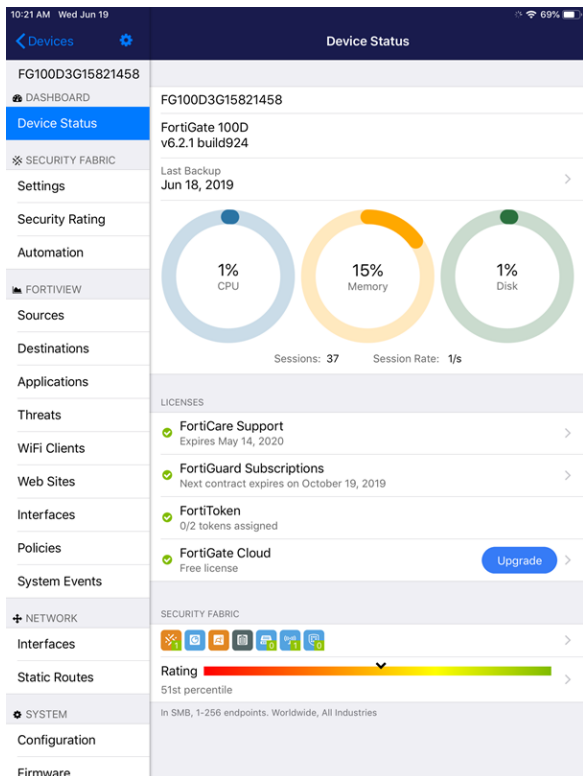 10:21 AM Wed Jun 19
69%
Devices
Device Status
FG100D3G15821458
DASHBOARD
Device Status
SECURITY FABRIC
Settings
Security Rating
Automation
FORTIVIEW
Sources
Destinations
Applications
Threats
WiFi Clients
Web Sites
Interfaces
Policies
System Events
NETWORK
Interfaces
Static Routes
SYSTEM
Configuration
Firmware
FG100D3G15821458
FortiGate 100D
v6.2.1 build924
Last Backup
Jun 18, 2019
1%
CPU
15%
Memory
1%
Disk
Sessions: 37 Session Rate: 1/s
LICENSES
FortiCare Support
Expires May 14, 2020
FortiGuard Subscriptions
Next contract expires on October 19, 2019
FortiToken
0/2 tokens assigned
FortiGate Cloud
Free license
Upgrade
SECURITY FABRIC
1 0 1 0
Rating
51st percentile
In SMB, 1-256 endpoints. Worldwide, All Industries